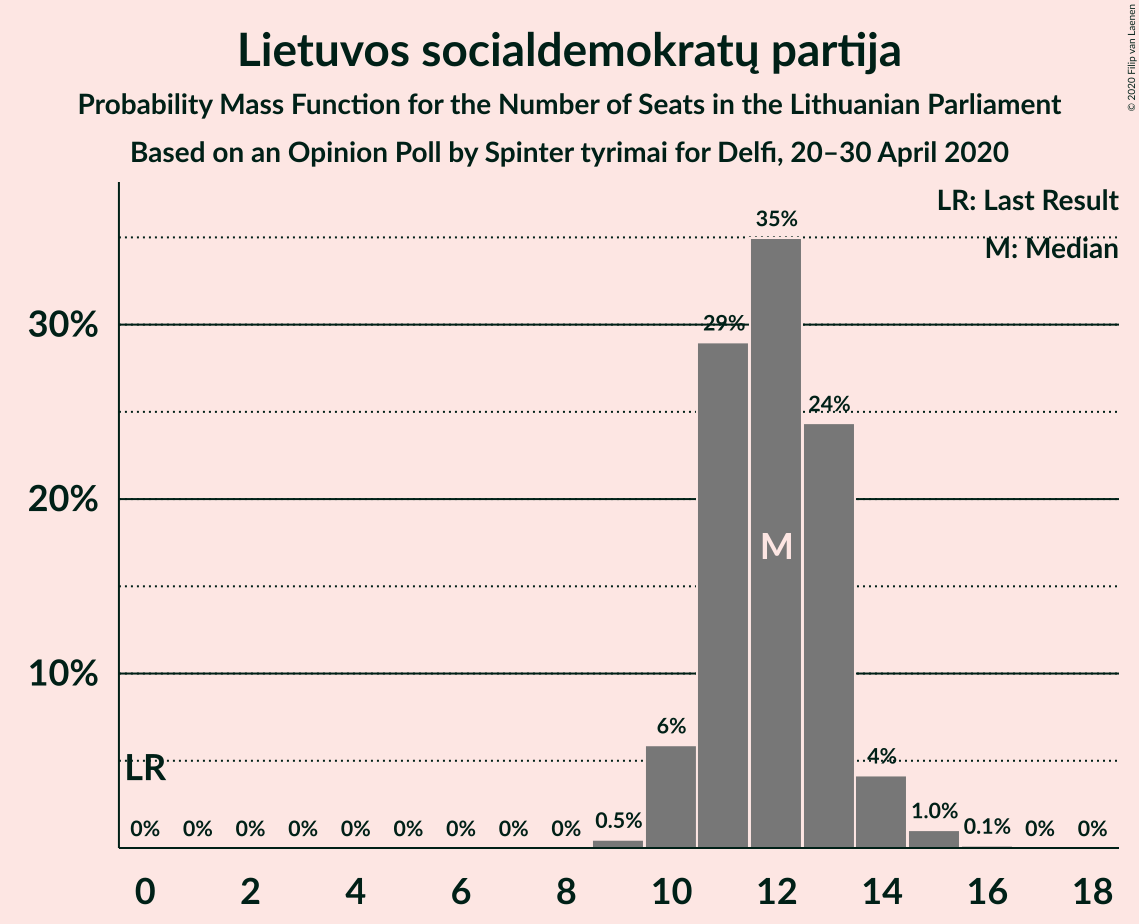 Lietuvos socialdemokratų partija
Probability Mass Function for the Number of Seats in the Lithuanian Parliament
Based on an Opinion Poll by Spinter tyrimai for Delfi, 20–30 April 2020
© 2020 Filip van Laenen
LR: Last Result
M: Median
35%
30%
29%
24%
20%
M
10%
6%
4%
LR
0% 0% 0% 0% 0% 0% 0% 0% 0% 0.5% 1.0% 0.1% 0% 0%
0 2 4 6 8 10 12 14 16 18